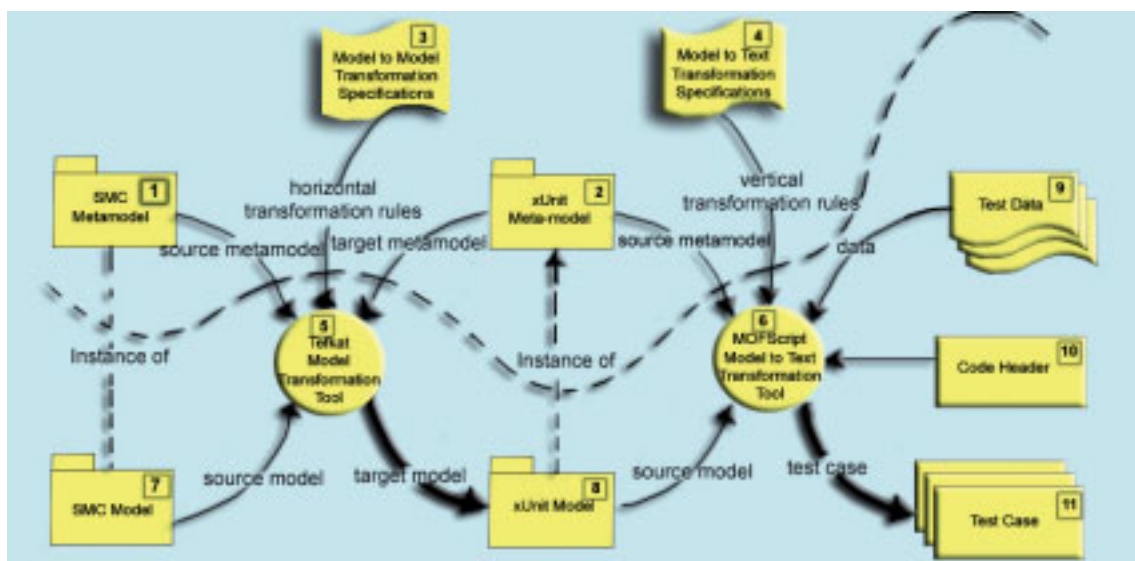 3
Model to Model
Transformation
Specifications
4
Model to Text
Transformation
Specifications
1
SMC
Metamodel
horizontal
transformation rules
2
xUnit
Meta-model
vertical
transformation rules
9
Test Data
source metamodel
target metamodel
source metamodel
data
5
Tefkat
Model
Transformation
Tool
6
MOFScript
Model to Text
Transformation
Tool
Instance of
Instance of
10
Code Header
7
SMC Model
source model
target model
8
xUnit Model
source model
test case
11
Test Case